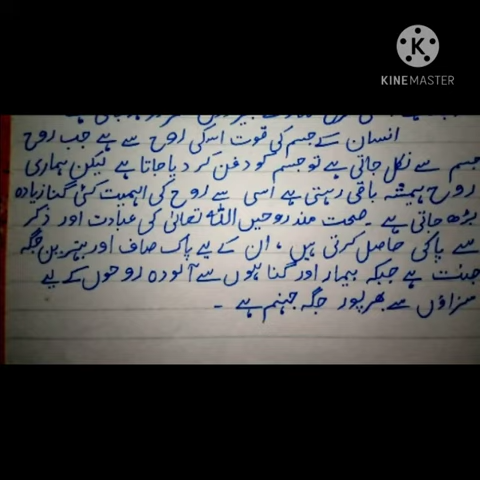 KINEMASTER
انسان کے جسم کی قوت اسکی روح سے ہے جب روح
جسم سے نکل جاتی ہے تو جسم کو دفن کر دیا جاتا ہے لیکن ہماری
روح ہمیشہ باقی رہتی ہے اسی سے روح کی اہمیت کئی گنا زیادہ
بڑھ جاتی ہے ۔ صحت مند روحیں اللہ تعالیٰ کی عبادت اور ذکر
سے پاکی حاصل کرتی ہیں ، ان کے لیے پاک صاف اور بہترین جگہ
جنت ہے جبکہ بیمار اور گناہوں سے آلودہ روحوں کے لیے
سزاؤں سے بھرپور جگہ جہنم ہے ۔